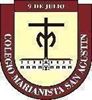 9 DE JULIO
COLEGIO MARIANISTA SAN AGUSTIN